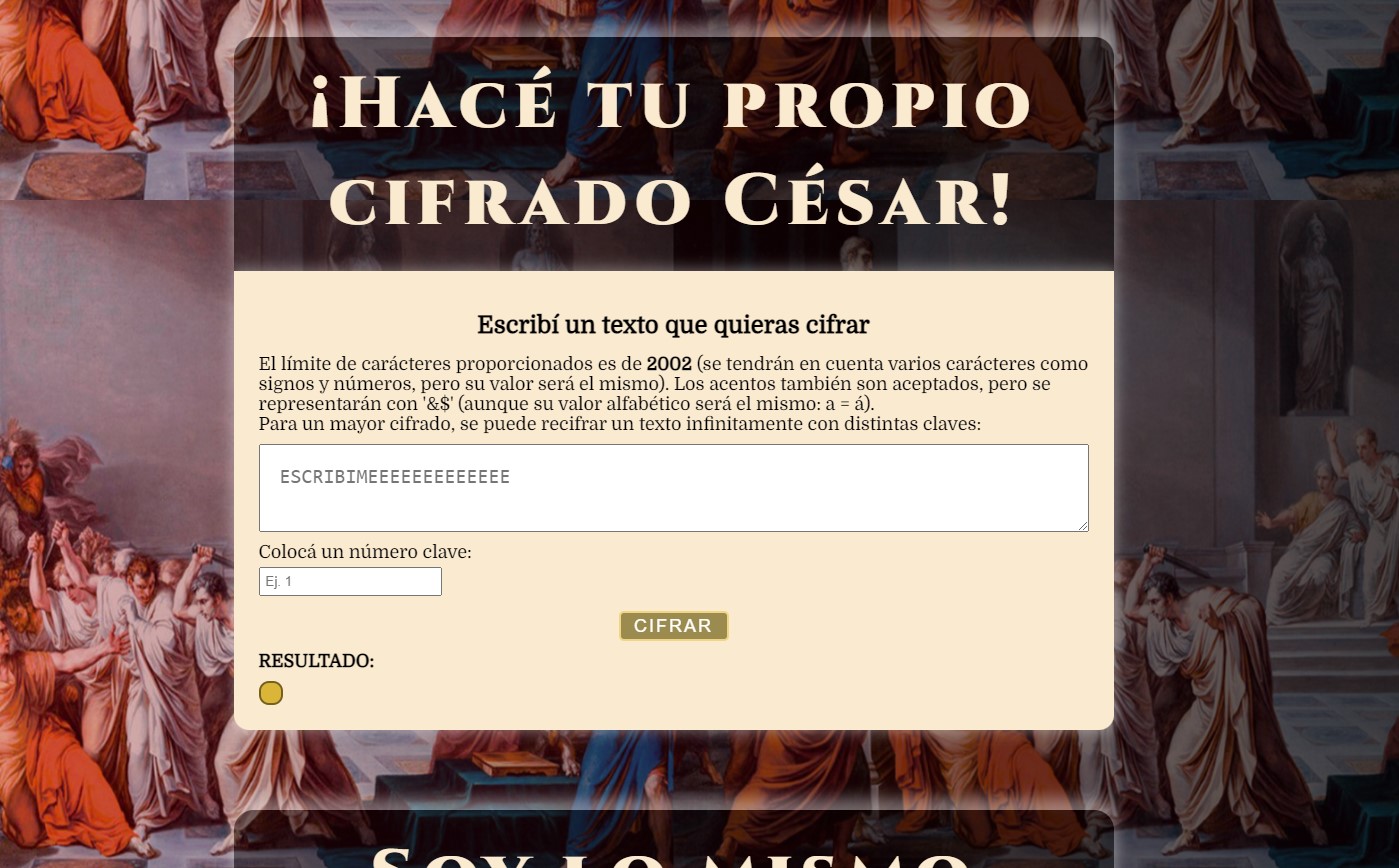 ¡Hacé tu propio
cifrado César!
Escribí un texto que quieras cifrar
El límite de carácteres proporcionados es de 2002 (se tendrán en cuenta varios carácteres como
signos y números, pero su valor será el mismo). Los acentos también son aceptados, pero se
representarán con '&$' (aunque su valor alfabético será el mismo: a = á).
Para un mayor cifrado, se puede recifrar un texto infinitamente con distintas claves:
ESCRIBIMEEEEEEEEEEEEEE
Colocá un número clave:
Ej. 1
CIFRAR
RESULTADO:
Soy lo mismo